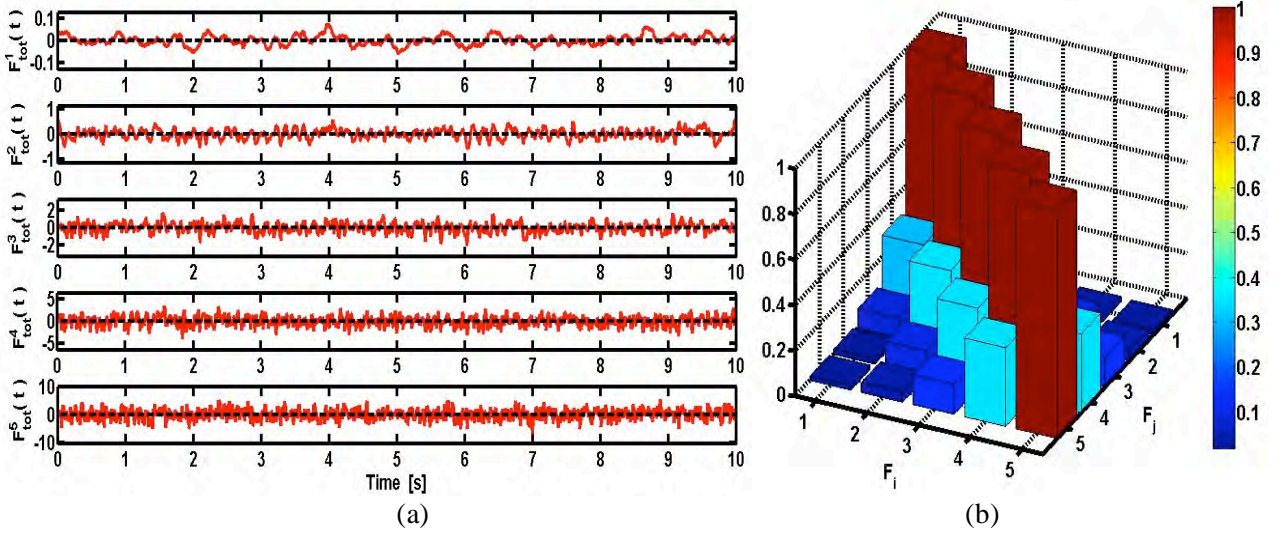 F¹tot( t )
0.1
0
-0.1
0 1 2 3 4 5 6 7 8 9 10
F²tot( t )
1
0
-1
0 1 2 3 4 5 6 7 8 9 10
F³tot( t )
2
0
-2
0 1 2 3 4 5 6 7 8 9 10
F⁴tot( t )
5
0
-5
0 1 2 3 4 5 6 7 8 9 10
F⁵tot( t )
10
0
-10
0 1 2 3 4 5 6 7 8 9 10
Time [s]
(a)
1
0.8
0.6
0.4
0.2
0
1 2 3 4 5
Fi
1
2
3
4
5
Fj
1
0.9
0.8
0.7
0.6
0.5
0.4
0.3
0.2
0.1
(b)